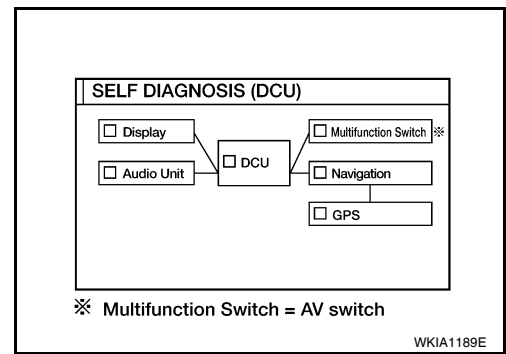 SELF DIAGNOSIS (DCU)
Display
Multifunction Switch ※
DCU
Audio Unit
Navigation
GPS
※ Multifunction Switch = AV switch
WKIA1189E